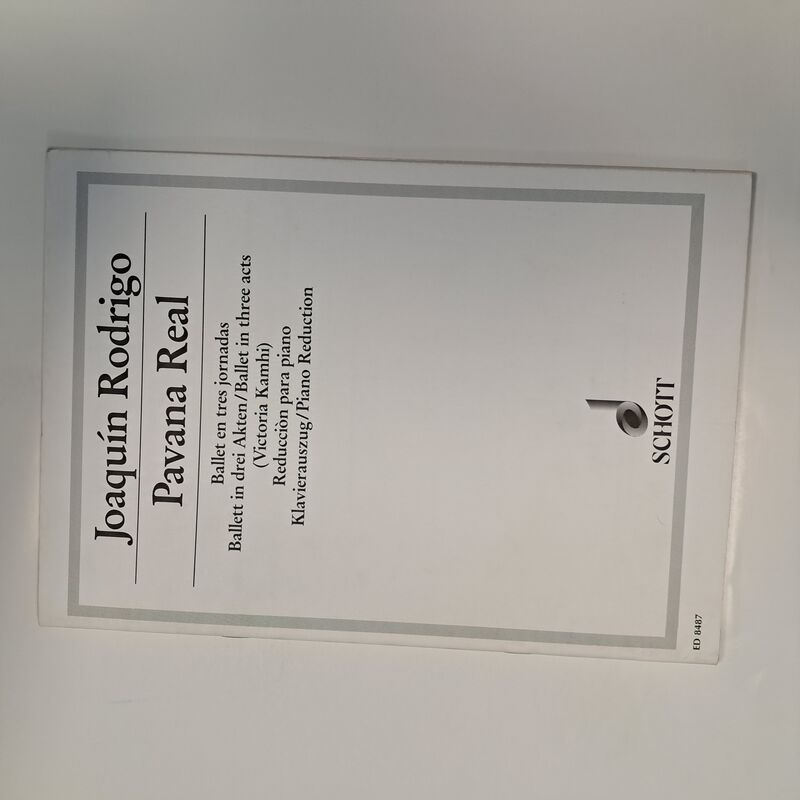 Joaquín Rodrigo
Pavana Real
Ballet en tres jornadas
Ballett in drei Akten/Ballet in three acts
(Victoria Kamhi)
Reducciòn para piano
Klavierauszug/Piano Reduction
SCHOTT
ED 8487